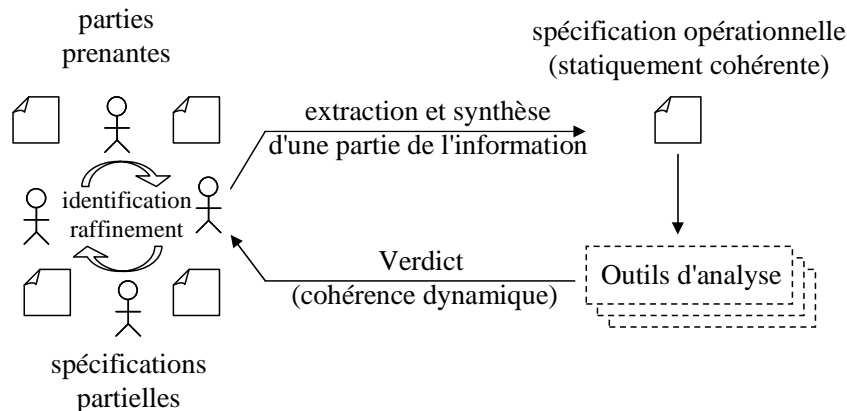 parties
prenantes
spécification opérationnelle
(statiquement cohérente)
extraction et synthèse
d'une partie de l'information
identification
raffinement
Verdict
(cohérence dynamique)
Outils d'analyse
spécifications
partielles